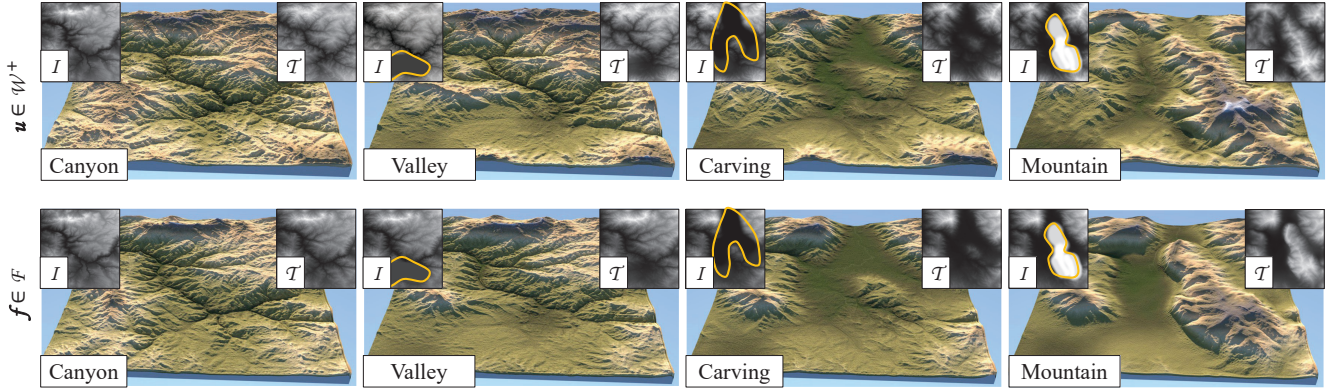 u ∈ 𝒲⁺
I
𝒯
Canyon
I
𝒯
Valley
I
𝒯
Carving
I
𝒯
Mountain
f ∈ ℱ
I
𝒯
Canyon
I
𝒯
Valley
I
𝒯
Carving
I
𝒯
Mountain